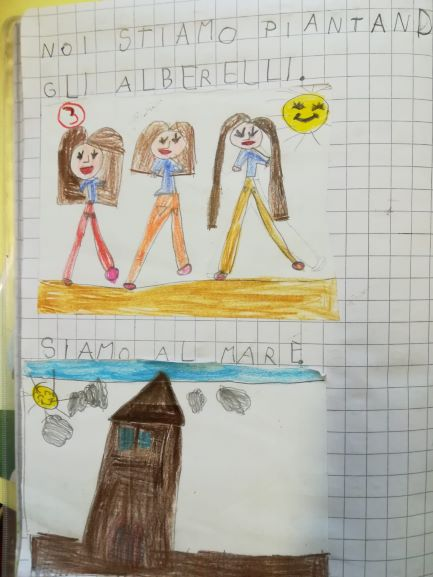 NOI STIAMO PIANTAND
GLI ALBERELLI.
3
SIAMO AL MARE